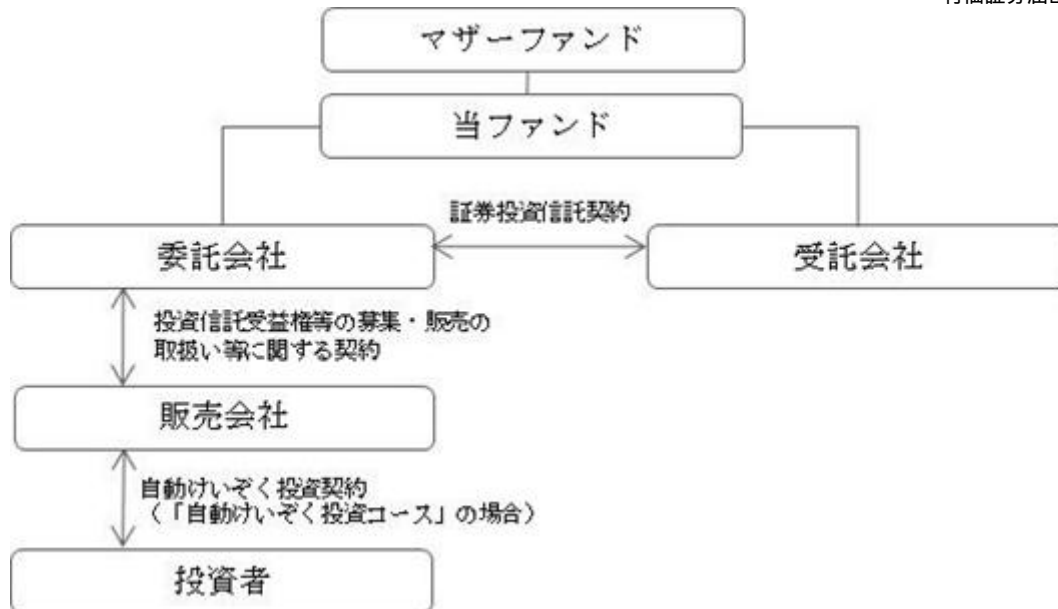 マザーファンド
当ファンド
証券投資信託契約
委託会社
受託会社
投資信託受益権等の募集・販売の
取扱い等に関する契約
販売会社
自動けいぞく投資契約
(「自動けいぞく投資コース」の場合)
投資者